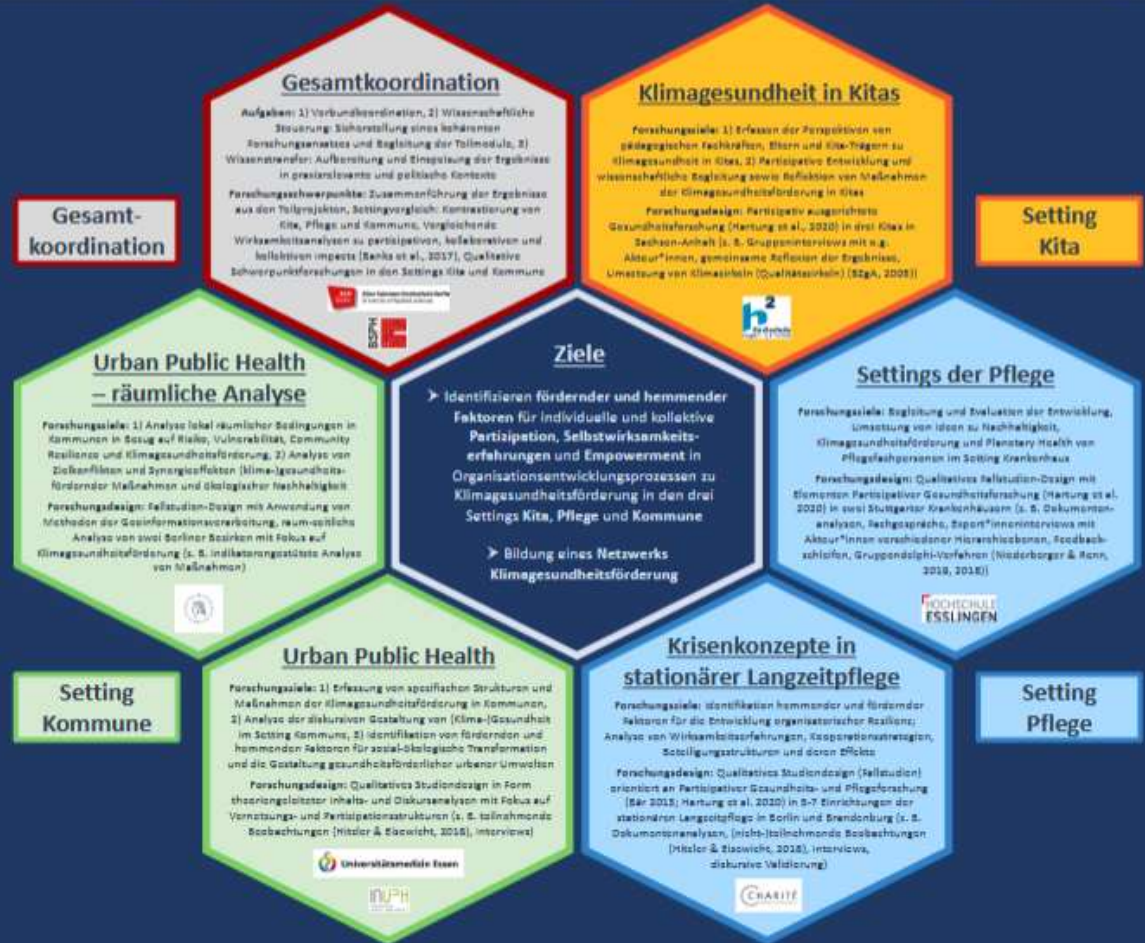 Gesamtkoordination
Aufgaben: 1) Verbundkoordination, 2) Wissenschaftliche
Steuerung: Sicherstellung eines kohärenten
Forschungsansatzes und Begleitung der Teilmodule, 3)
Wissenstransfer: Aufbereitung und Einspeisung der Ergebnisse
in praxisrelevante und politische Kontexte
Forschungsschwerpunkte: Zusammenführung der Ergebnisse
aus den Teilprojekten, Settingvergleich: Kontrastierung von
Kita, Pflege und Kommune, Vergleichende
Wirksamkeitsanalysen zu partizipativen, kollaborativen und
kollektiven impacts (Banks et al., 2017), Qualitative
Schwerpunktforschungen in den Settings Kita und Kommune
BSPH
Klimagesundheit in Kitas
Forschungsziele: 1) Erfassen der Perspektiven von
pädagogischen Fachkräften, Eltern und Kita-Trägern zu
Klimagesundheit in Kitas, 2) Partizipative Entwicklung und
wissenschaftliche Begleitung sowie Reflektion von Maßnahmen
der Klimagesundheitsförderung in Kitas
Forschungsdesign: Partizipativ ausgerichtete
Gesundheitsforschung (Hartung et al., 2020) in drei Kitas in
Sachsen-Anhalt (z. B. Gruppeninterviews mit o.g.
Akteur*innen, gemeinsame Reflexion der Ergebnisse,
Umsetzung von Klimazirkeln (Qualitätszirkeln) (BZgA,
h2
Gesamt-
koordination
Setting
Kita
Urban Public Health
– räumliche Analyse
Forschungsziele: 1) Analyse lokal räumlicher Bedingungen in
Kommunen in Bezug auf Risiko, Vulnerabilität, Community
Resilience und Klimagesundheitsförderung, 2) Analyse von
Zielkonflikten und Synergieeffekten (klima-)gesundheits-
fördernder Maßnahmen und ökologischer Nachhaltigkeit
Forschungsdesign: Fallstudien-Design mit Anwendung von
Methoden der Geoinformationsverarbeitung, raum-zeitliche
Analyse von zwei Berliner Bezirken mit Fokus auf
Klimagesundheitsförderung (z. B. indikatorengestützte Analyse
von Maßnahmen)
Ziele
➤ Identifizieren fördernder und hemmender
Faktoren für individuelle und kollektive
Partizipation, Selbstwirksamkeits-
erfahrungen und Empowerment in
Organisationsentwicklungsprozessen zu
Klimagesundheitsförderung in den drei
Settings Kita, Pflege und Kommune
➤ Bildung eines Netzwerks
Klimagesundheitsförderung
Settings der Pflege
Forschungsziele: Begleitung und Evaluation der Entwicklung,
Umsetzung von Ideen zu Nachhaltigkeit,
Klimagesundheitsförderung und Planetary Health von
Pflegefachpersonen im Setting Krankenhaus
Forschungsdesign: Qualitatives Fallstudien-Design mit
Elementen Partizipativer Gesundheitsforschung (Hartung et al.
2020) in zwei Stuttgarter Krankenhäusern (z. B. Dokumenten-
analysen, Fachgespräche, Expert*inneninterviews mit
Akteur*innen verschiedener Hierarchieebenen, Feedback-
schleifen, Gruppendelphi-Verfahren (Niederberger & Renn,
2018))
HOCHSCHULE
ESSLINGEN
Setting
Kommune
Urban Public Health
Forschungsziele: 1) Erfassung von spezifischen Strukturen und
Maßnahmen der Klimagesundheitsförderung in Kommunen,
2) Analyse der diskursiven Gestaltung von (Klima-)Gesundheit
im Setting Kommune, 3) Identifikation von fördernden und
hemmenden Faktoren für sozial-ökologische Transformation
und die Gestaltung gesundheitsförderlicher urbaner Umwelten
Forschungsdesign: Qualitatives Studiendesign in Form
theoriengeleiteter Inhalts- und Diskursanalysen mit Fokus auf
Vernetzungs- und Partizipationsstrukturen (z. B. teilnehmende
Beobachtungen (Hitzler & Eisewicht, 2016), Interviews)
Universitätsmedizin Essen
INUPH
Krisenkonzepte in
stationärer Langzeitpflege
Forschungsziele: Identifikation hemmender und fördernder
Faktoren für die Entwicklung organisatorischer Resilienz;
Analyse von Wirksamkeitserfahrungen, Kooperationsstrategien,
Beteiligungsstrukturen und deren Effekte
Forschungsdesign: Qualitatives Studiendesign (Fallstudien)
orientiert an Partizipativer Gesundheits- und Pflegeforschung
(Bär 2013; Hartung et al. 2020) in 5-7 Einrichtungen der
stationären Langzeitpflege in Berlin und Brandenburg (z. B.
Dokumentenanalysen, (nicht-)teilnehmende Beobachtungen
(Hitzler & Eisewicht, 2016), Interviews,
diskursive Validierung)
CHARITÉ
Setting
Pflege